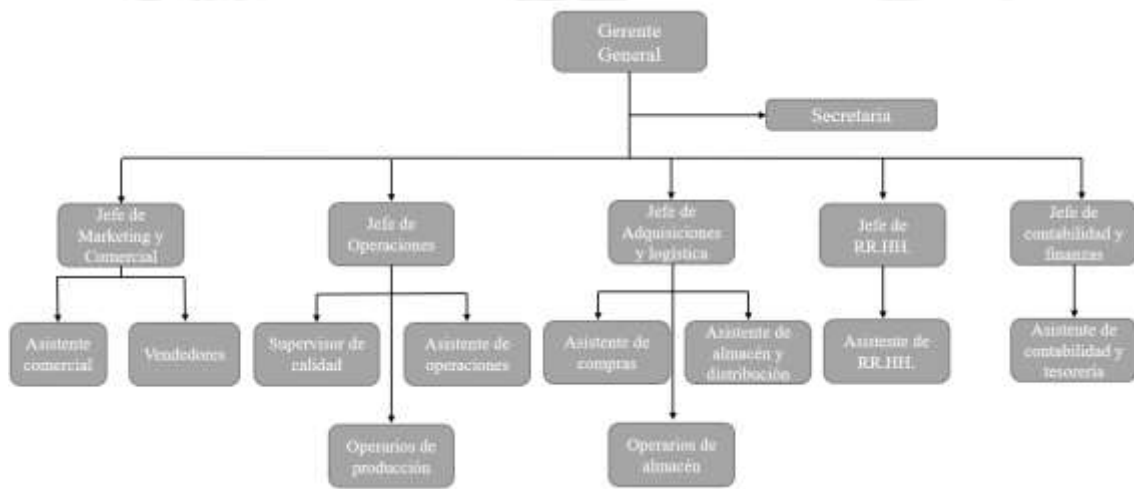 Gerente
General
Secretaria
Jefe de
Marketing y
Comercial
Jefe de
Operaciones
Jefe de
Adquisiciones
y logística
Jefe de
RR.HH.
Jefe de
contabilidad y
finanzas
Asistente
comercial
Vendedores
Supervisor de
calidad
Asistente de
operaciones
Asistente de
compras
Asistente de
almacén y
distribución
Asistente de
RR.HH.
Asistente de
contabilidad y
tesorería
Operarios de
producción
Operarios de
almacén